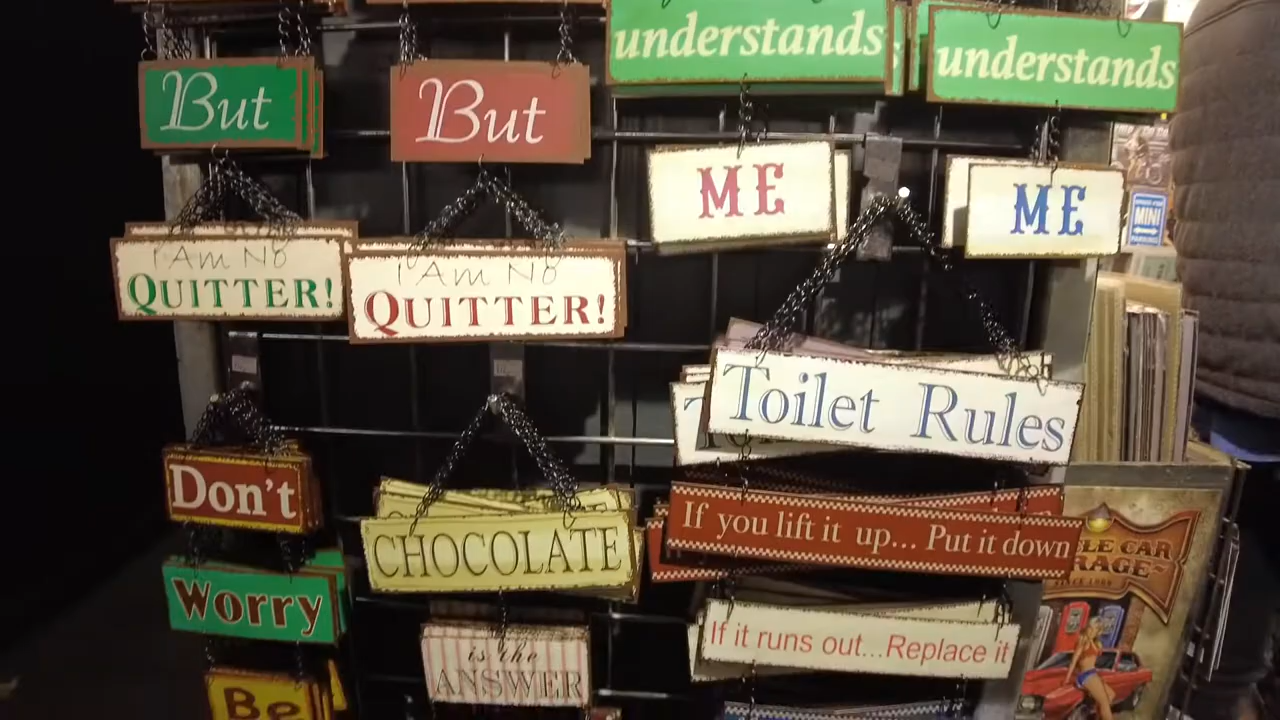 But
But
understands
understands
ME
ME
I Am No
QUITTER!
I Am No
QUITTER!
MINI
Toilet Rules
Don't
CHOCOLATE
If you lift it up... Put it down
Worry
is the
ANSWER
If it runs out...Replace it
Be
LE CAR
RAGE